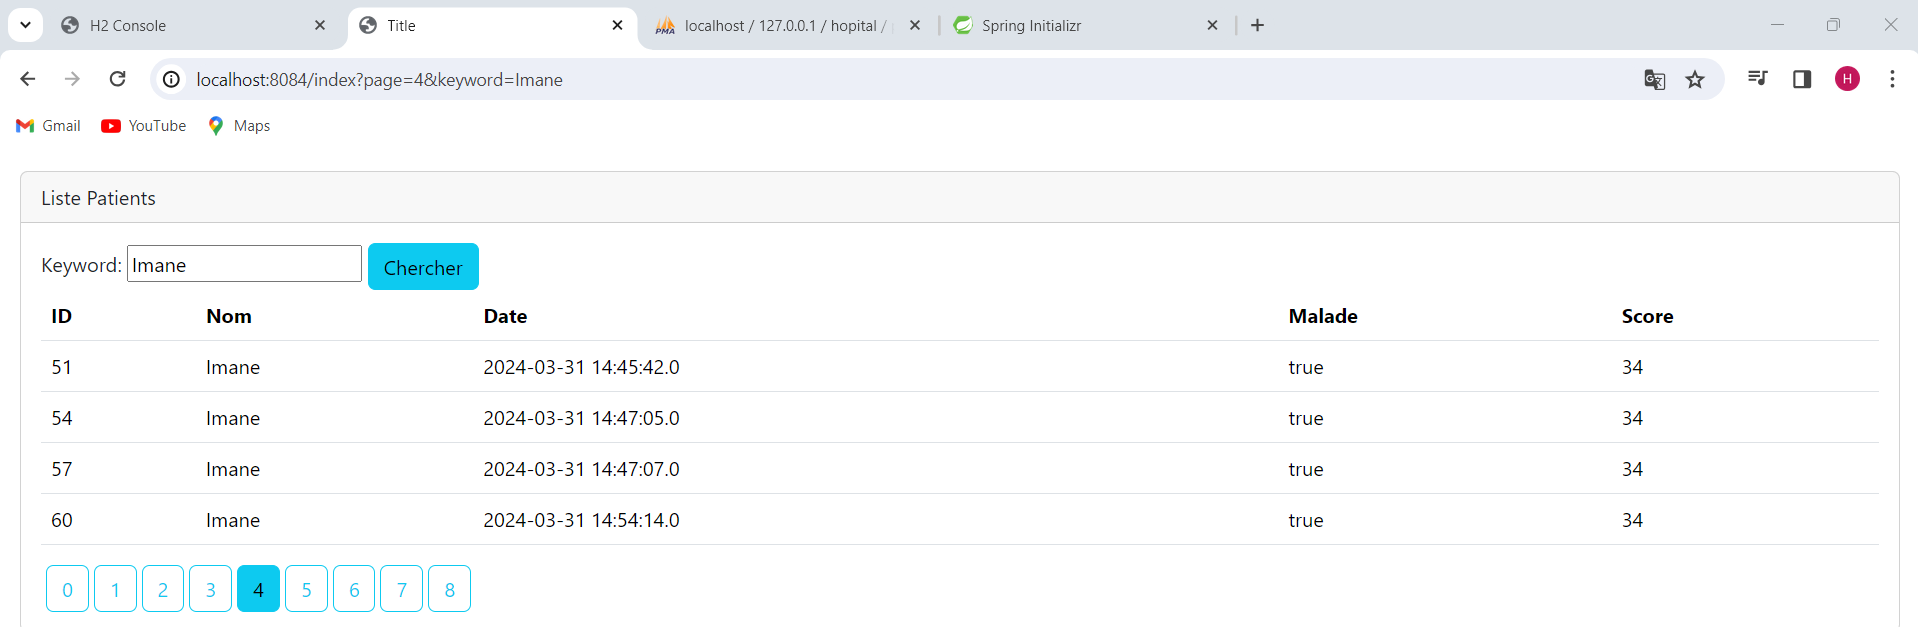 H2 Console
Title
PMA
localhost / 127.0.0.1 / hopital /
Spring Initializr
localhost:8084/index?page=4&keyword=Imane
H
Gmail
YouTube
Maps
Liste Patients
Keyword: Imane Chercher
ID Nom Date Malade Score
51 Imane 2024-03-31 14:45:42.0 true 34
54 Imane 2024-03-31 14:47:05.0 true 34
57 Imane 2024-03-31 14:47:07.0 true 34
60 Imane 2024-03-31 14:54:14.0 true 34
0 1 2 3 4 5 6 7 8